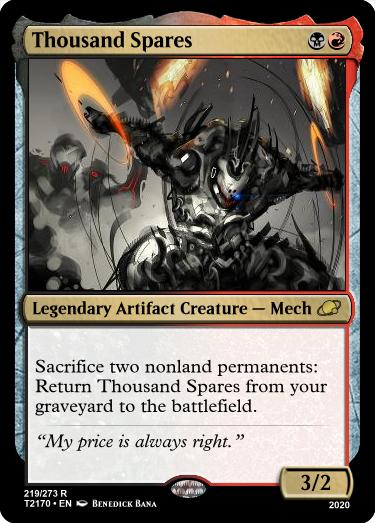 Thousand Spares
Legendary Artifact Creature — Mech
Sacrifice two nonland permanents:
Return Thousand Spares from your
graveyard to the battlefield.
“My price is always right.”
3/2
219/273 R
T2170 • EN Benedick Bana
2020